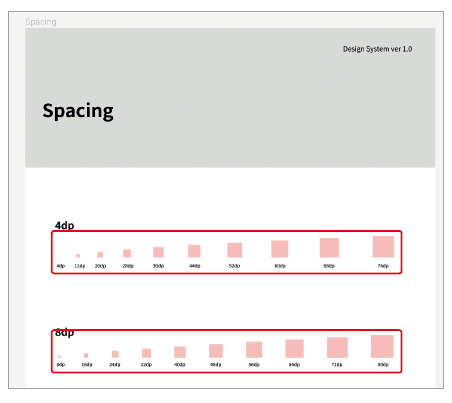 Spacing
Design System ver 1.0
Spacing
4dp
4dp 12dp 20dp 28dp 36dp 44dp 52dp 60dp 68dp 76dp
8dp
8dp 16dp 24dp 32dp 40dp 48dp 56dp 64dp 72dp 80dp